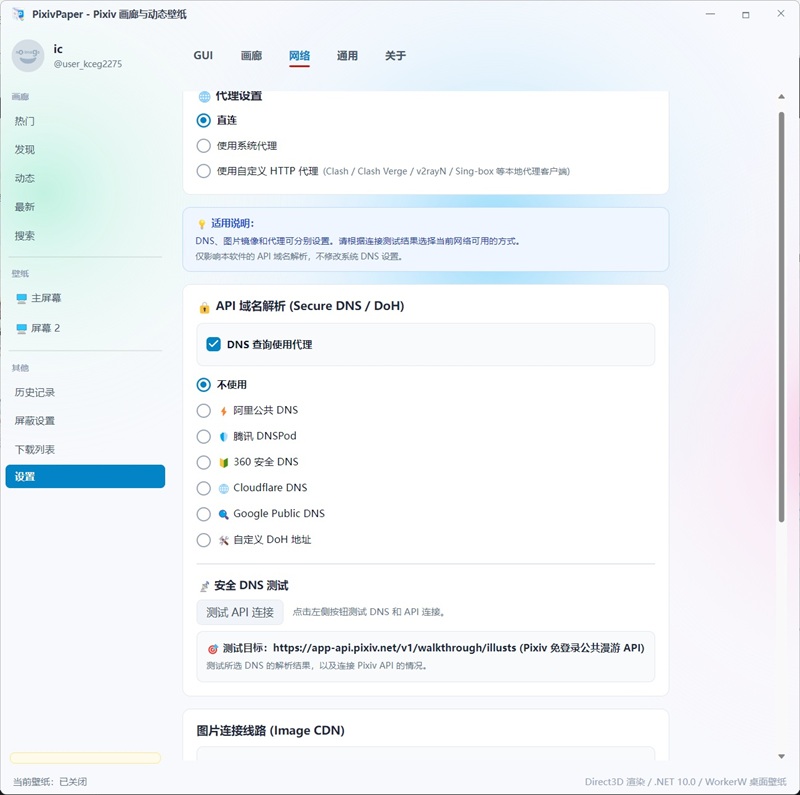 PixivPaper - Pixiv 画廊与动态壁纸
ic
@user_kceg2275
GUI
画廊
网络
通用
关于
画廊
热门
发现
动态
最新
搜索
壁纸
主屏幕
屏幕 2
其他
历史记录
屏蔽设置
下载列表
设置
当前壁纸：已关闭
代理设置
直连
使用系统代理
使用自定义 HTTP 代理 (Clash / Clash Verge / v2rayN / Sing-box 等本地代理客户端)
适用说明：
DNS、图片镜像和代理可分别设置。请根据连接测试结果选择当前网络可用的方式。
仅影响本软件的 API 域名解析，不修改系统 DNS 设置。
API 域名解析 (Secure DNS / DoH)
DNS 查询使用代理
不使用
阿里公共 DNS
腾讯 DNSPod
360 安全 DNS
Cloudflare DNS
Google Public DNS
自定义 DoH 地址
安全 DNS 测试
测试 API 连接
点击左侧按钮测试 DNS 和 API 连接。
测试目标：https://app-api.pixiv.net/v1/walkthrough/illusts (Pixiv 免登录公共漫游 API)
测试所选 DNS 的解析结果，以及连接 Pixiv API 的情况。
图片连接线路 (Image CDN)
Direct3D 渲染 / .NET 10.0 / WorkerW 桌面壁纸